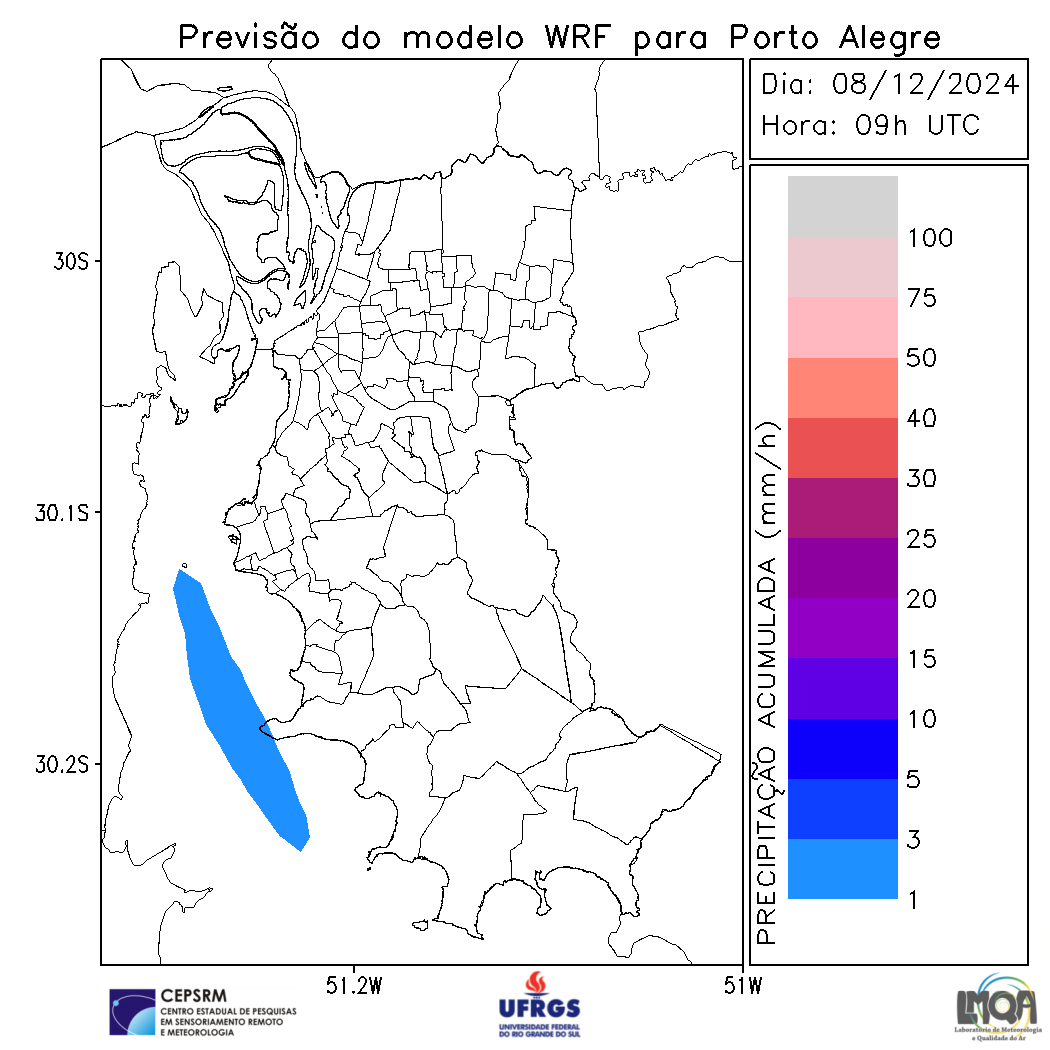 Previsão do modelo WRF para Porto Alegre
Dia: 08/12/2024
Hora: 09h UTC
30S
30.1S
30.2S
51.2W
51W
PRECIPITAÇÃO ACUMULADA (mm/h)
100
75
50
40
30
25
20
15
10
5
3
1
CEPSRM
CENTRO ESTADUAL DE PESQUISAS
EM SENSORIAMENTO REMOTO
E METEOROLOGIA
UFRGS
UNIVERSIDADE FEDERAL
DO RIO GRANDE DO SUL
LMQA
Laboratório de Meteorologia
e Qualidade do Ar